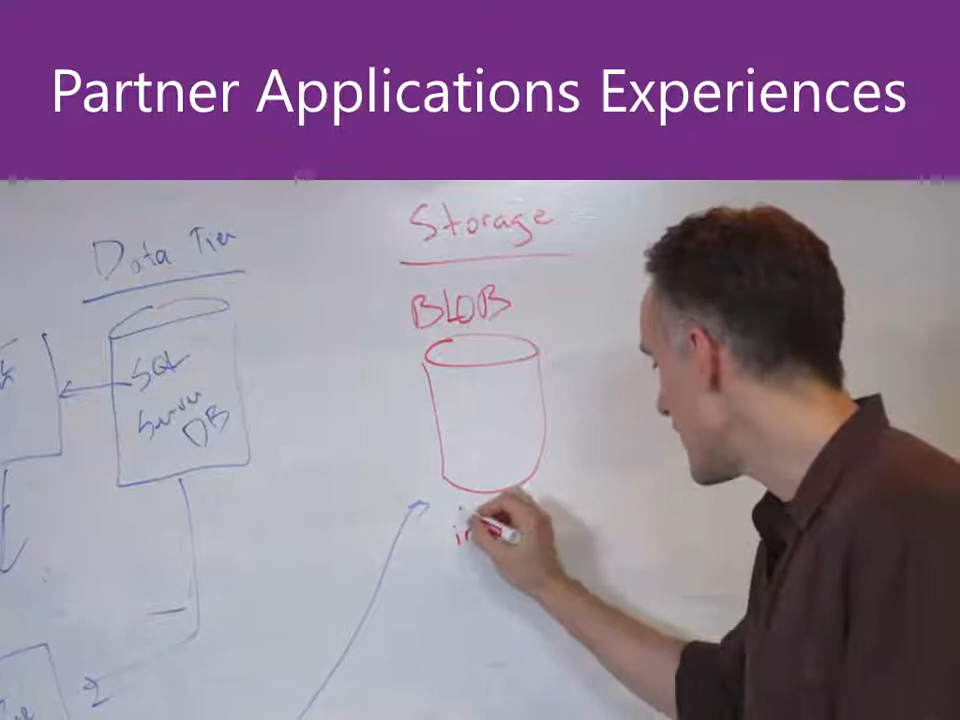 Partner Applications Experiences
Data Tier
Storage
BLOB
SQL
Server
DB